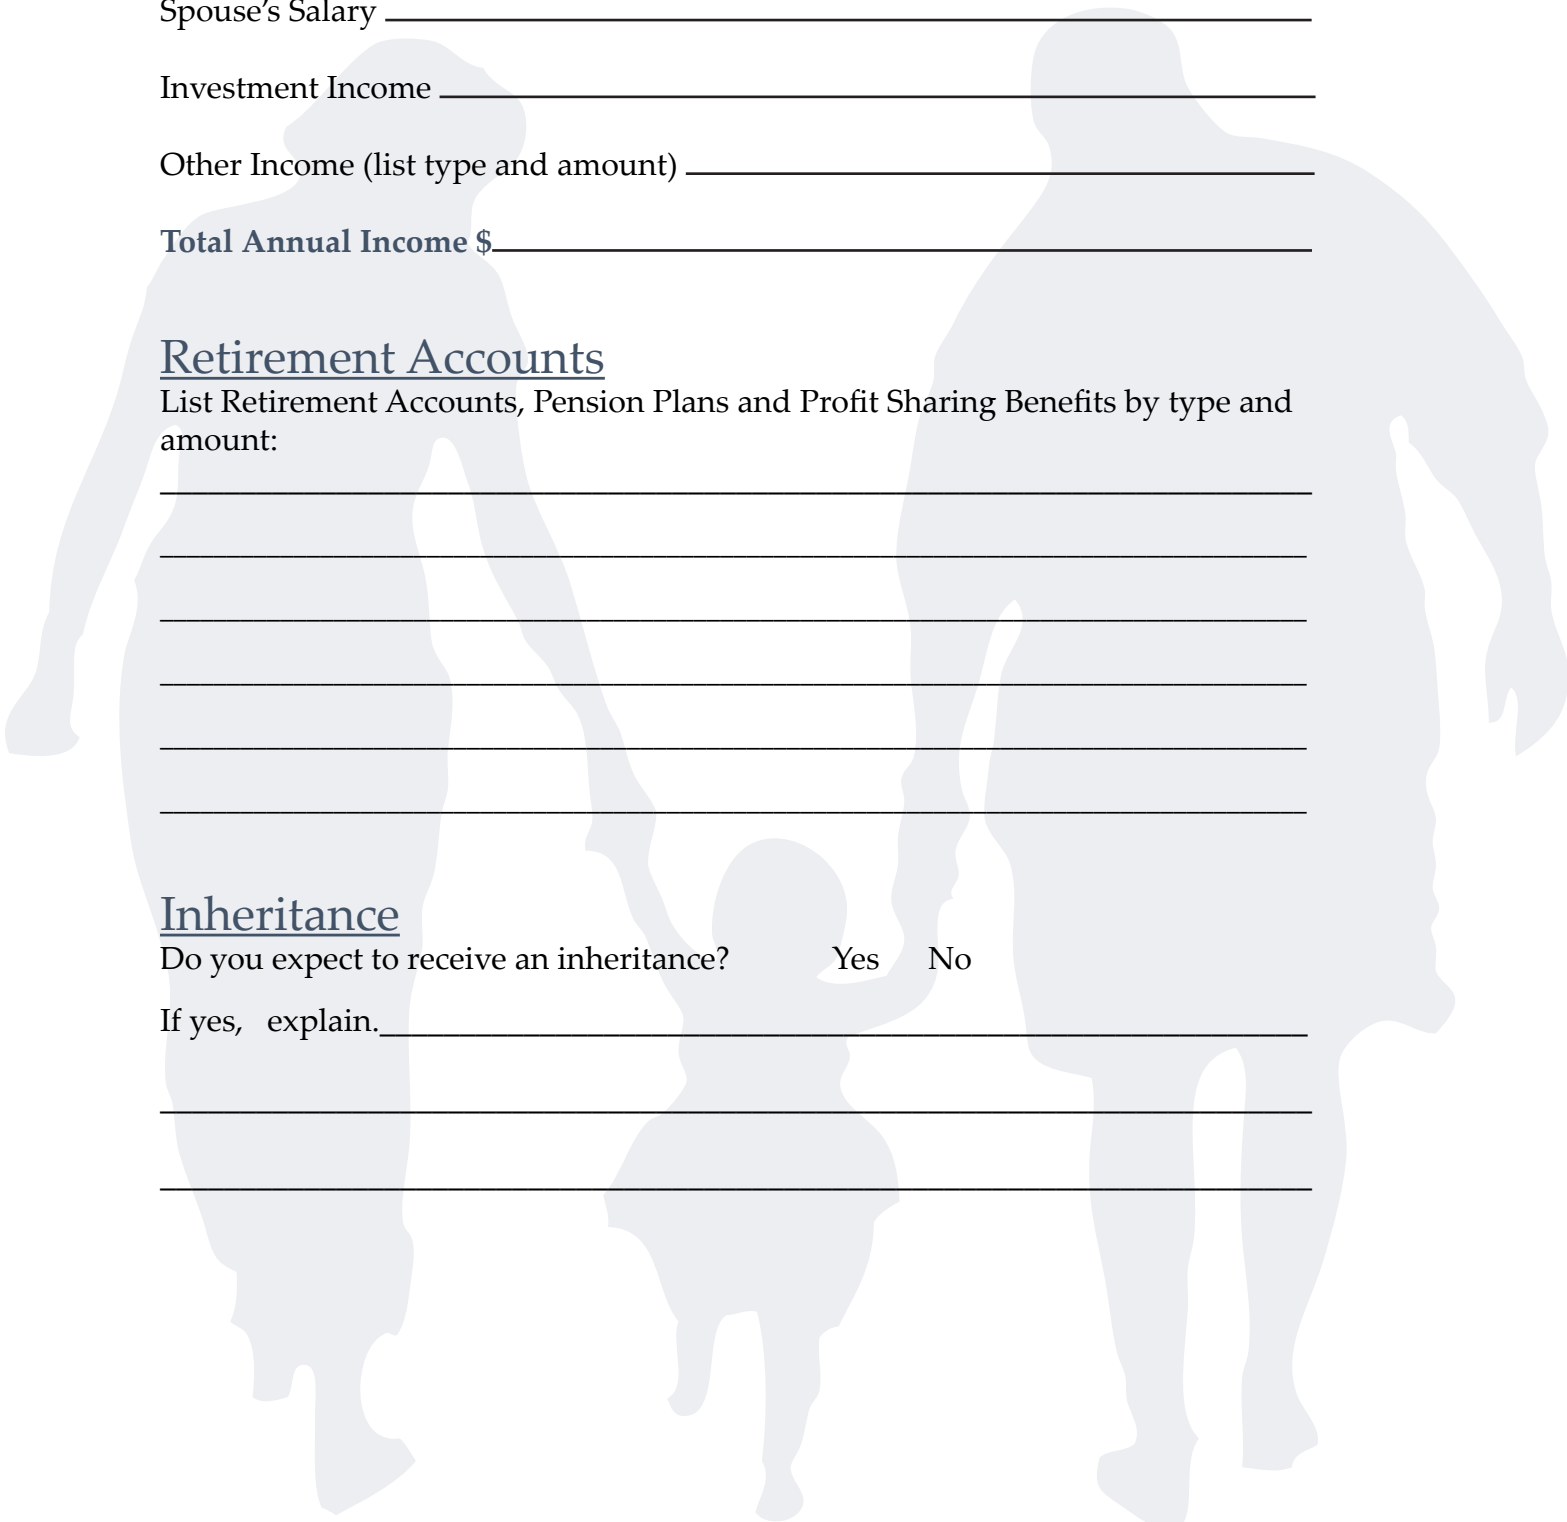 Spouse's Salary
Investment Income
Other Income (list type and amount)
Total Annual Income $
Retirement Accounts
List Retirement Accounts, Pension Plans and Profit Sharing Benefits by type and
amount:
Inheritance
Do you expect to receive an inheritance? Yes No
If yes, explain.